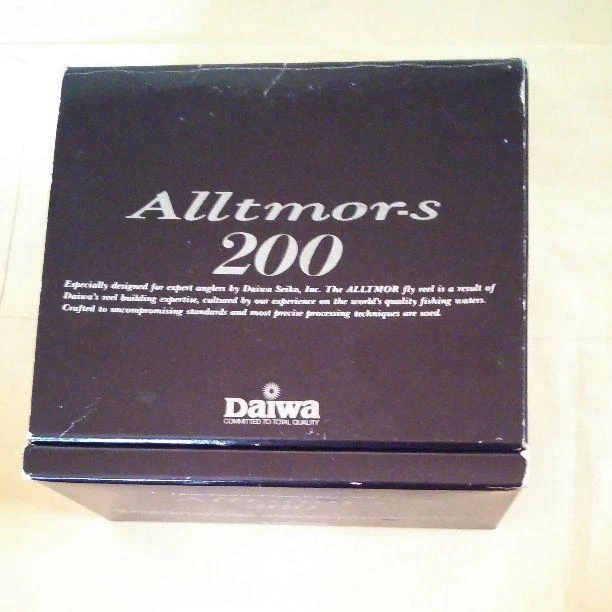 Alltmor-s
200
Especially designed for expert anglers by Daiwa Seiko, Inc. The ALLTMOR fly reel is a result of
Daiwa's reel building expertise, cultured by our experience on the world's quality fishing waters.
Crafted to uncompromising standards and most precise processing techniques are used.
Daiwa
COMMITTED TO TOTAL QUALITY